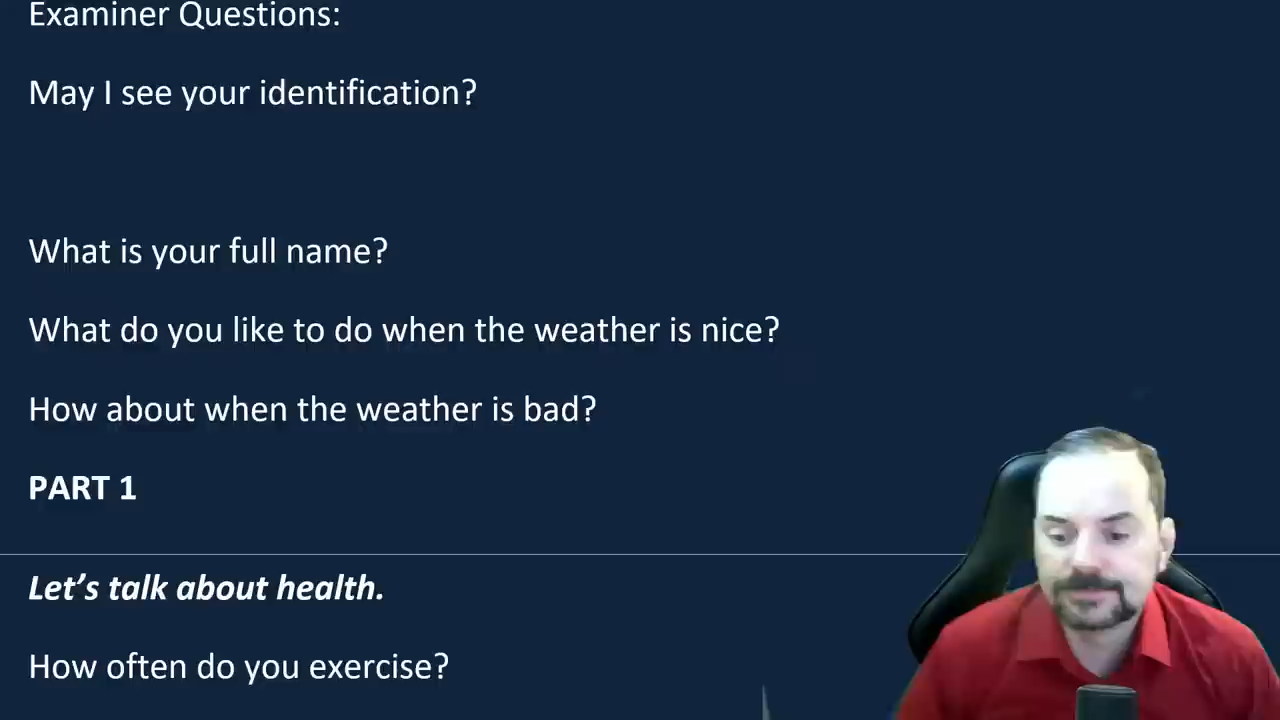 Examiner Questions:
May I see your identification?
What is your full name?
What do you like to do when the weather is nice?
How about when the weather is bad?
PART 1
Let’s talk about health.
How often do you exercise?